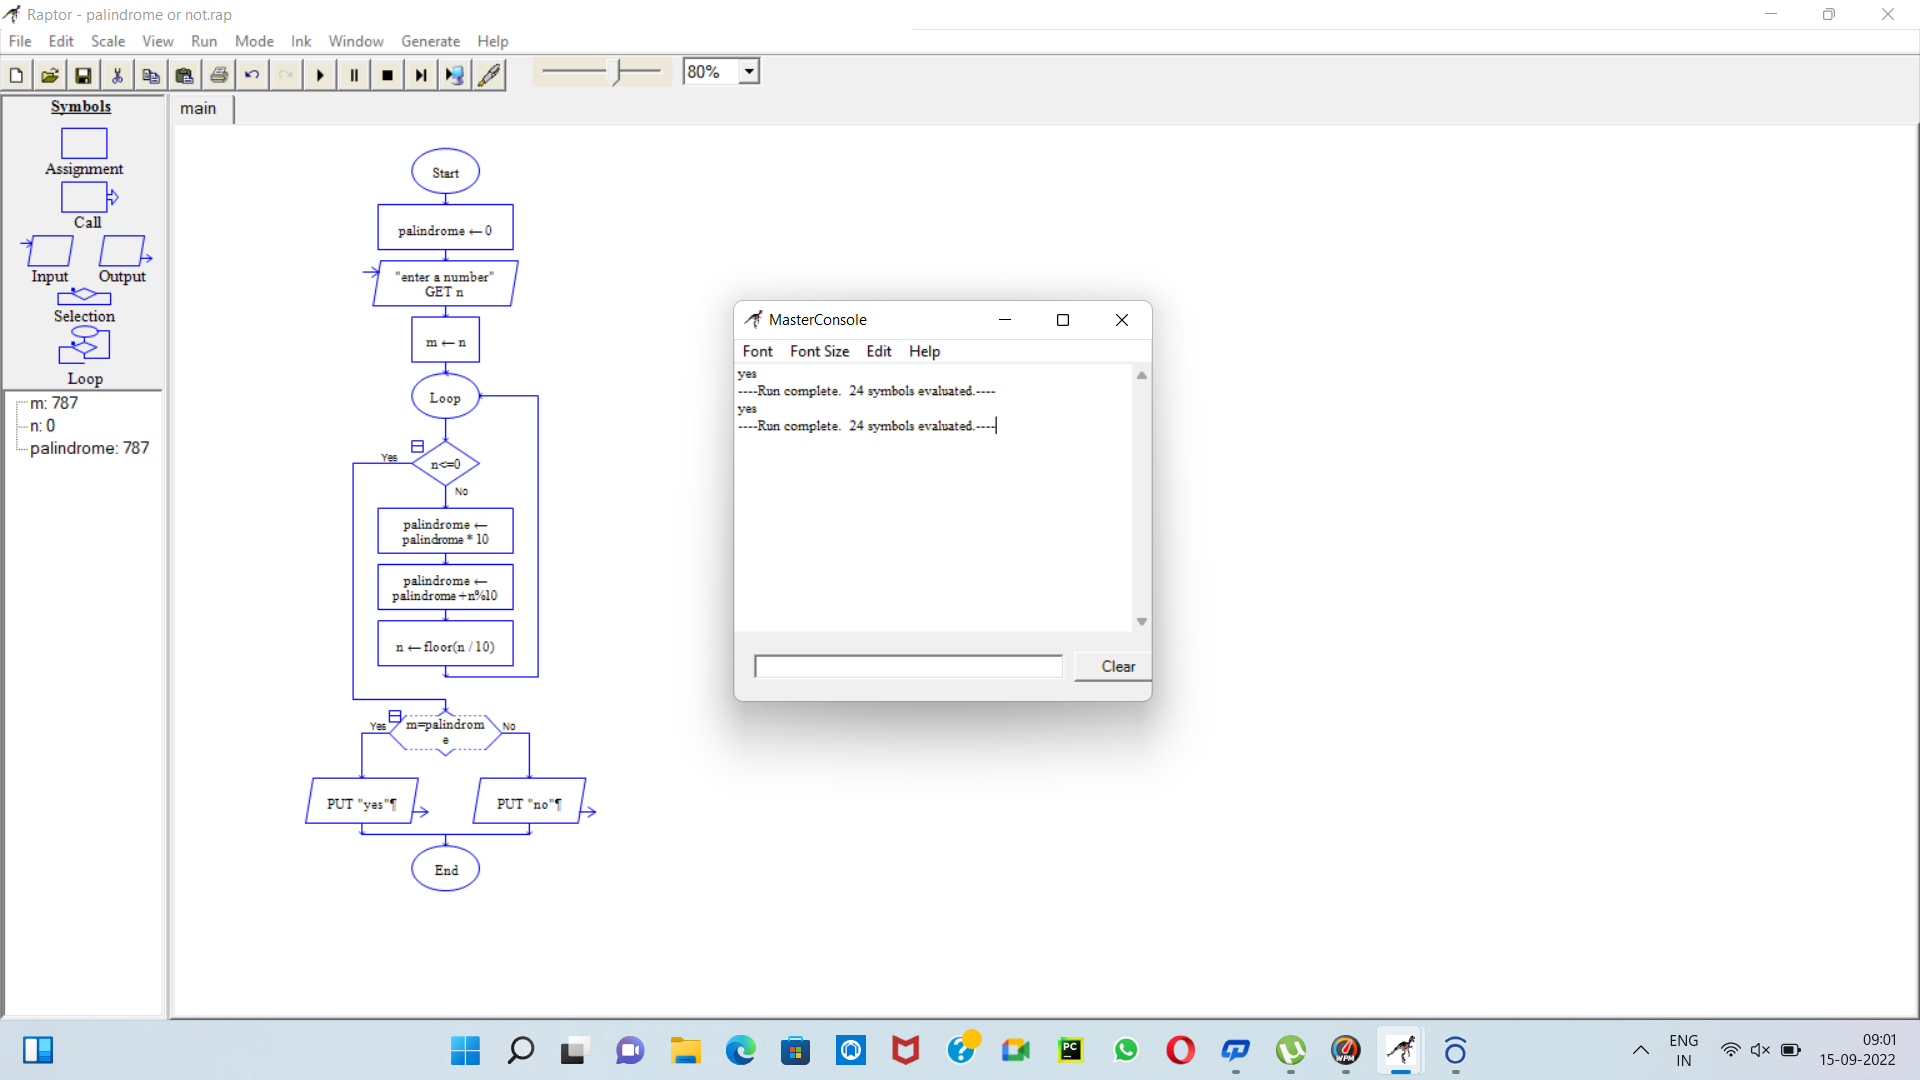 Raptor - palindrome or not.rap
File Edit Scale View Run Mode Ink Window Generate Help
80%
Symbols
Assignment
Call
Input Output
Selection
Loop
m: 787
n: 0
palindrome: 787
main
Start
palindrome ← 0
"enter a number"
GET n
m ← n
Loop
Yes
n<=0
No
palindrome ←
palindrome * 10
palindrome ←
palindrome+n%10
n ← floor(n / 10)
Yes
m=palindrom
e
No
PUT "yes"¶
PUT "no"¶
End
MasterConsole
Font Font Size Edit Help
yes
----Run complete. 24 symbols evaluated.----
yes
----Run complete. 24 symbols evaluated.----
Clear
PC
WPM
ENG
IN
09:01
15-09-2022